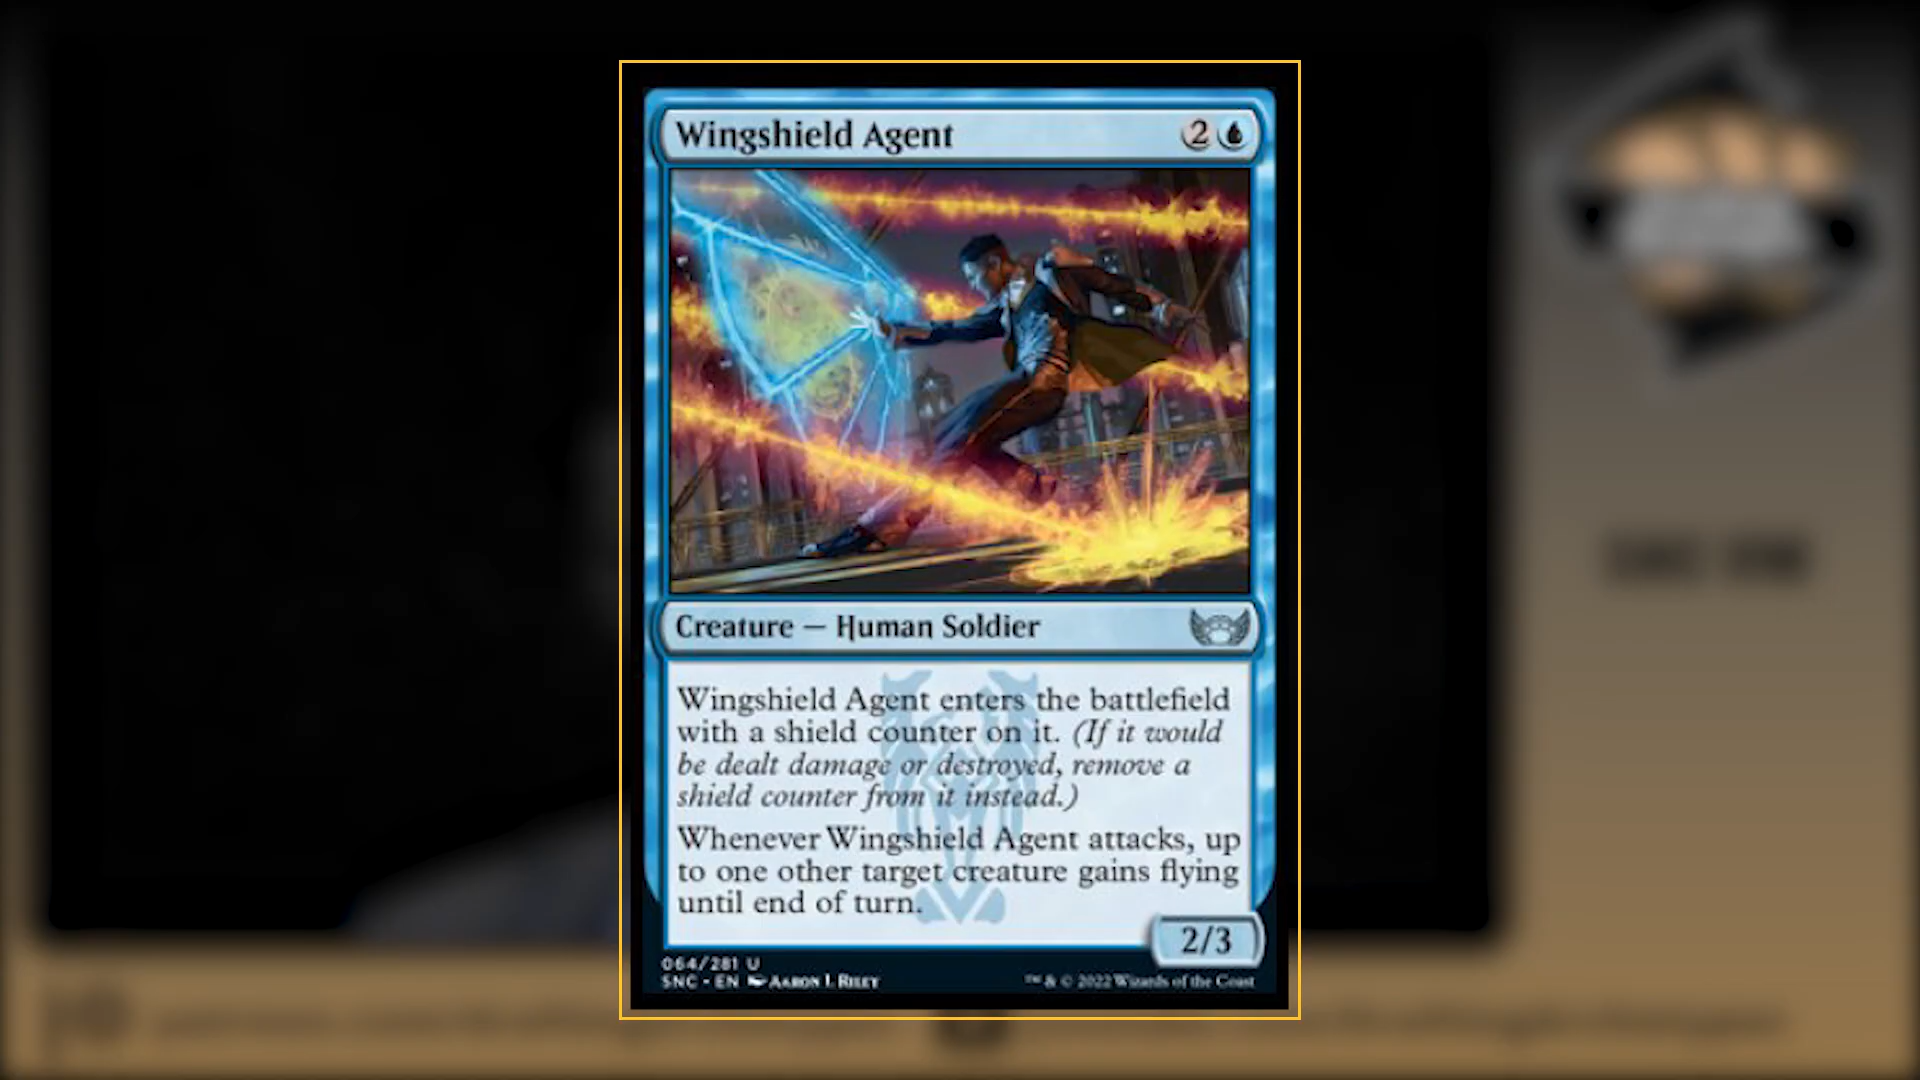 Wingshield Agent 2
Creature — Human Soldier
Wingshield Agent enters the battlefield
with a shield counter on it. (If it would
be dealt damage or destroyed, remove a
shield counter from it instead.)
Whenever Wingshield Agent attacks, up
to one other target creature gains flying
until end of turn.
2/3
064/281 U
SNC • EN Aaron J. Riley
™ & © 2022 Wizards of the Coast